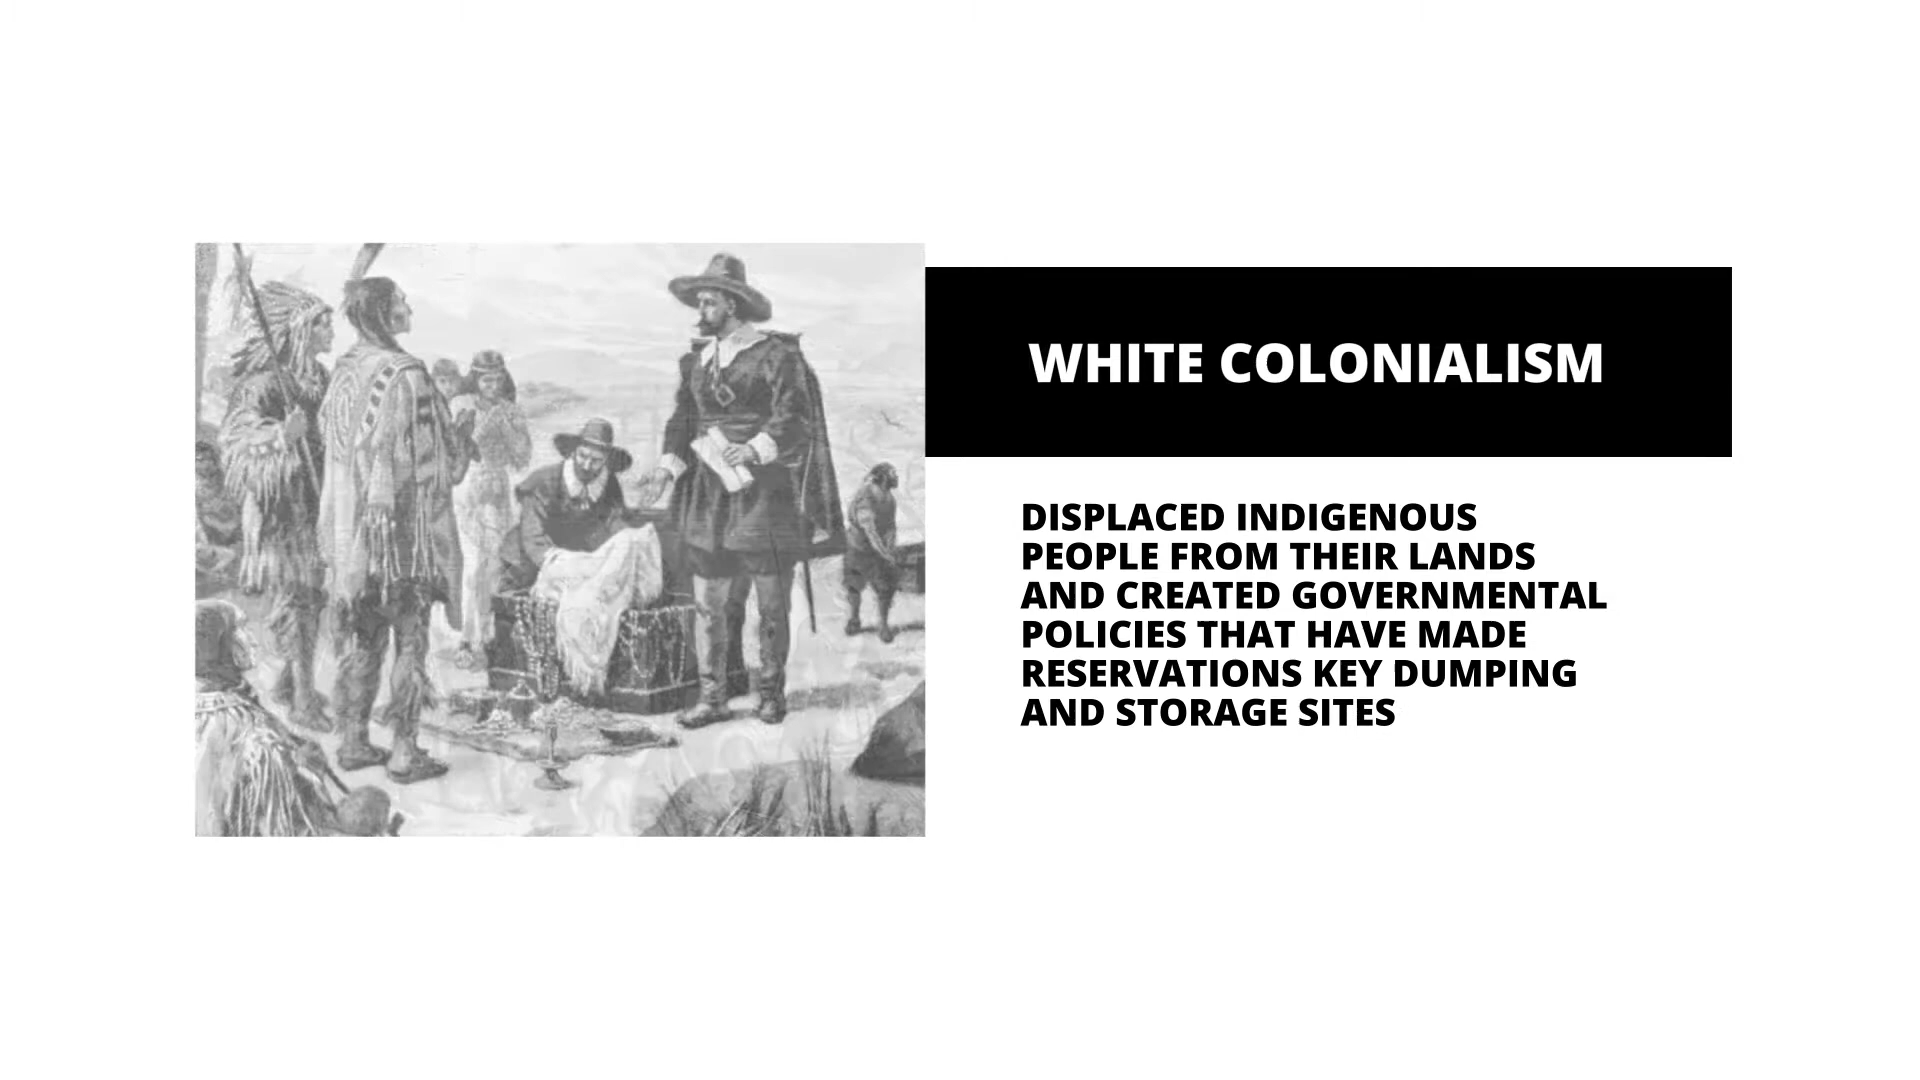 WHITE COLONIALISM
DISPLACED INDIGENOUS
PEOPLE FROM THEIR LANDS
AND CREATED GOVERNMENTAL
POLICIES THAT HAVE MADE
RESERVATIONS KEY DUMPING
AND STORAGE SITES